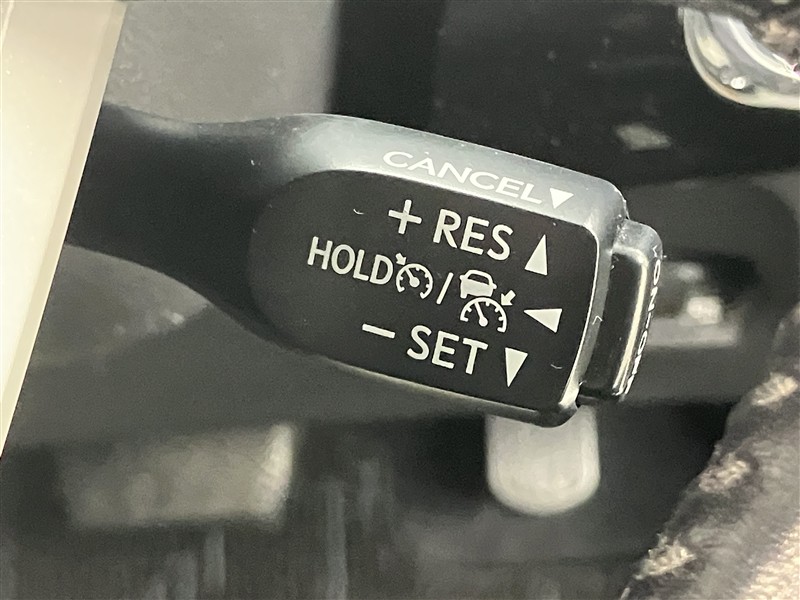 CANCEL▼
+ RES ▲
HOLD / ◀
− SET ▼